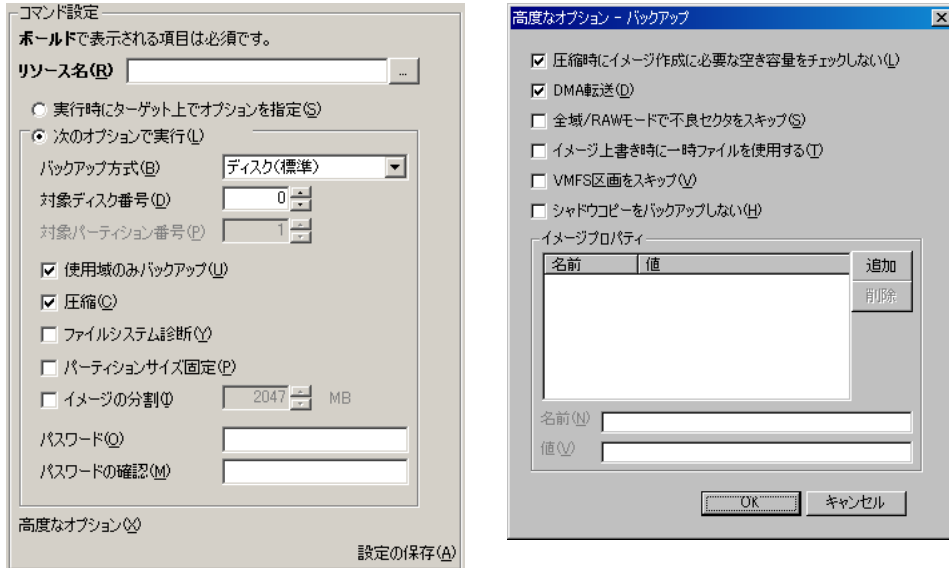 コマンド設定
ボールドで表示される項目は必須です。
リソース名(R)
...
実行時にターゲット上でオプションを指定(S)
次のオプションで実行(L)
バックアップ方式(B) ディスク(標準)
対象ディスク番号(D) 0
対象パーティション番号(P) 1
使用域のみバックアップ(U)
圧縮(C)
ファイルシステム診断(Y)
パーティションサイズ固定(P)
イメージの分割(I) 2047 MB
パスワード(O)
パスワードの確認(M)
高度なオプション(X)
設定の保存(A)
高度なオプション - バックアップ
圧縮時にイメージ作成に必要な空き容量をチェックしない(L)
DMA転送(D)
全域/RAWモードで不良セクタをスキップ(S)
イメージ上書き時に一時ファイルを使用する(T)
VMFS区画をスキップ(V)
シャドウコピーをバックアップしない(H)
イメージプロパティ
名前 値
追加
削除
名前(N)
値(V)
OK キャンセル